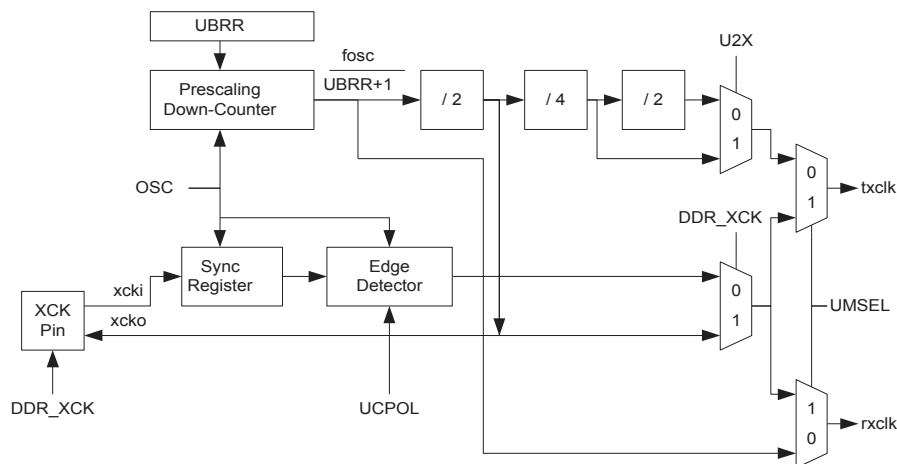 UBRR
fosc
U2X
Prescaling
Down-Counter
UBRR+1
/ 2
/ 4
/ 2
0
1
OSC
0
1
txclk
DDR_XCK
xcki
Sync
Register
Edge
Detector
0
1
UMSEL
XCK
Pin
xcko
DDR_XCK
UCPOL
1
0
rxclk